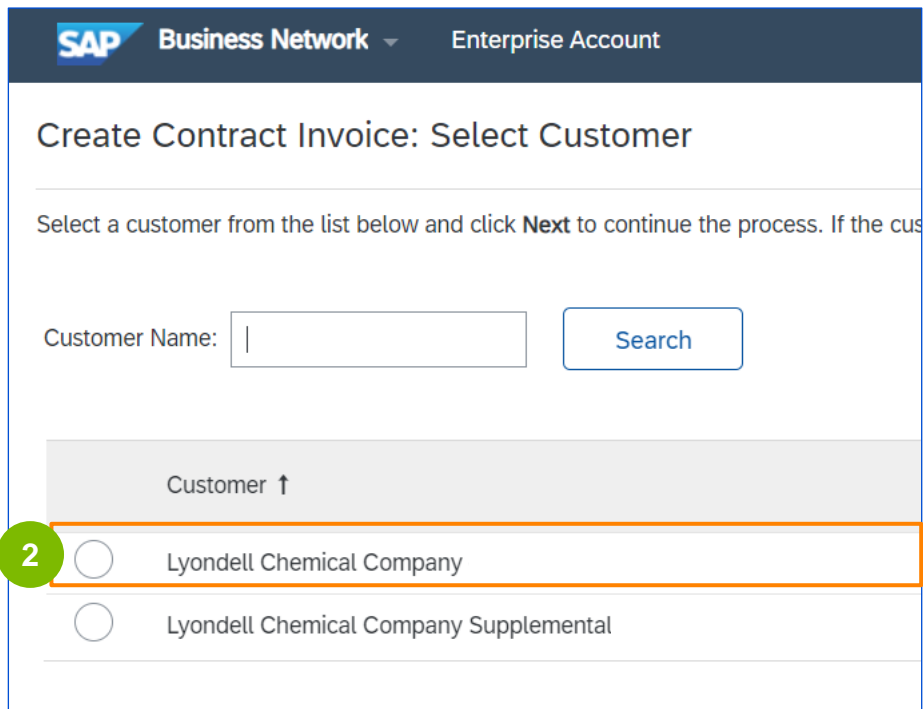 SAP Business Network Enterprise Account
Create Contract Invoice: Select Customer
Select a customer from the list below and click Next to continue the process. If the cus
Customer Name: Search
Customer ↑
2 Lyondell Chemical Company
Lyondell Chemical Company Supplemental